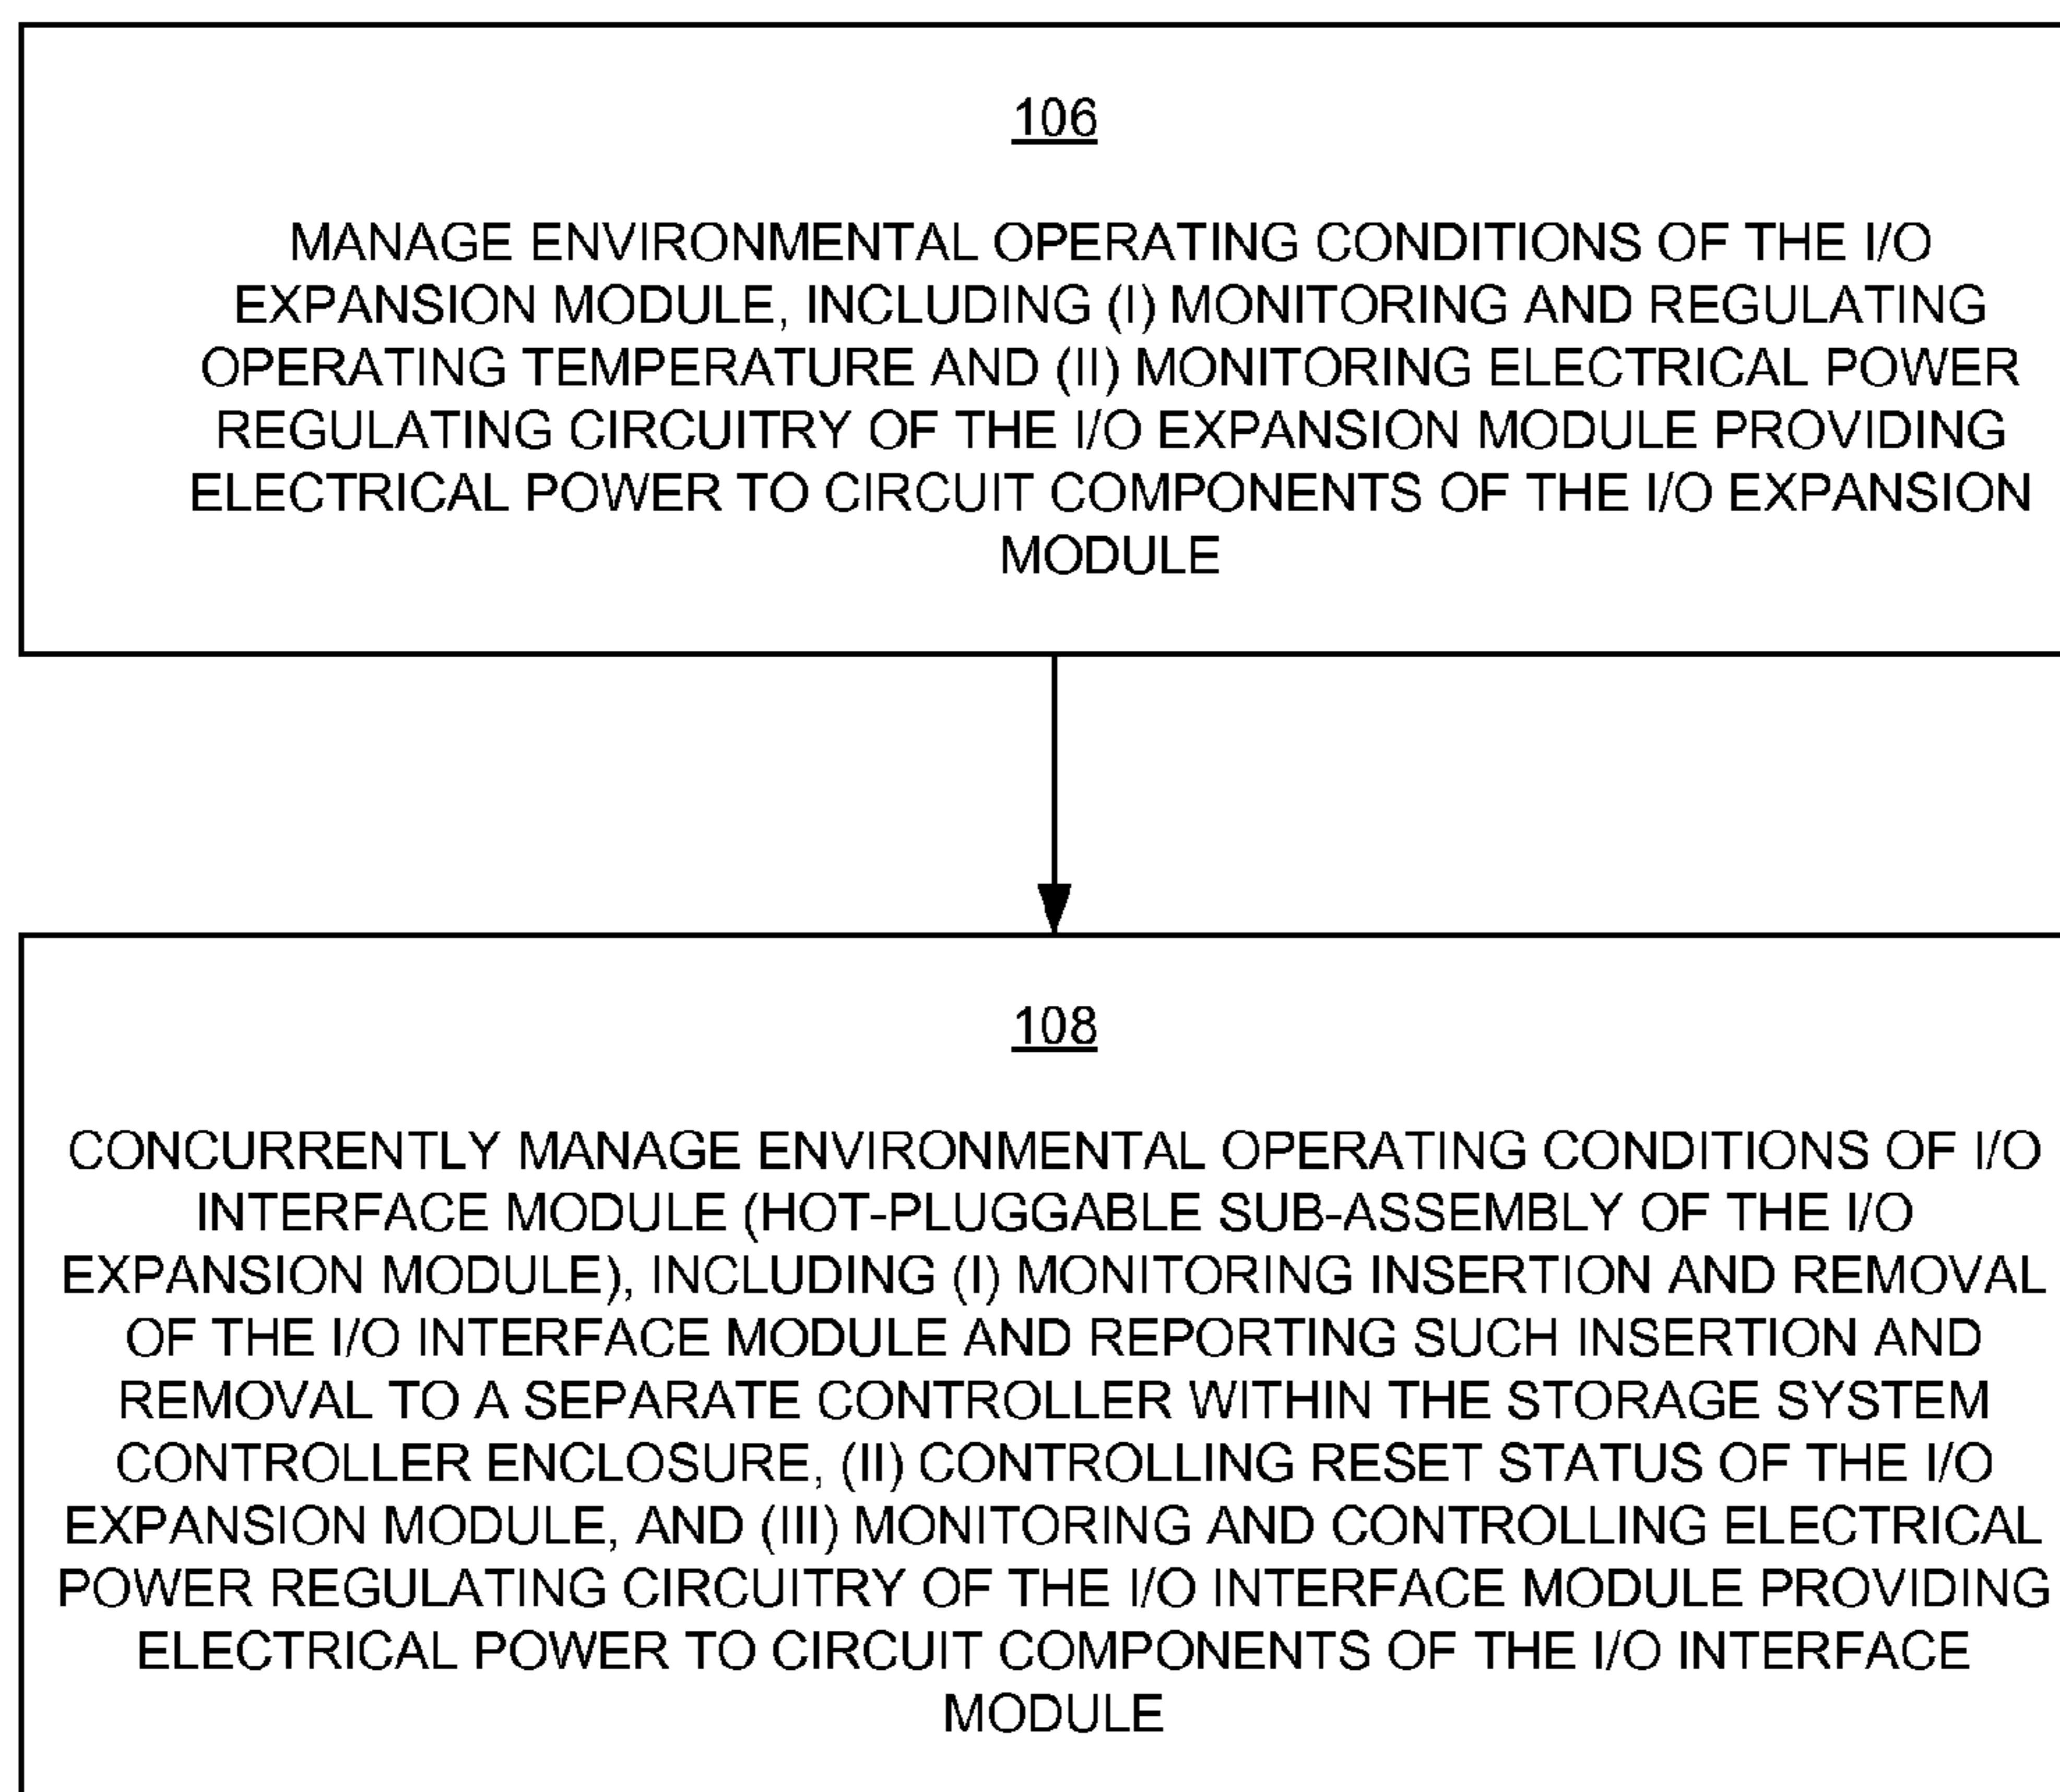 106
MANAGE ENVIRONMENTAL OPERATING CONDITIONS OF THE I/O
EXPANSION MODULE, INCLUDING (I) MONITORING AND REGULATING
OPERATING TEMPERATURE AND (II) MONITORING ELECTRICAL POWER
REGULATING CIRCUITRY OF THE I/O EXPANSION MODULE PROVIDING
ELECTRICAL POWER TO CIRCUIT COMPONENTS OF THE I/O EXPANSION
MODULE
108
CONCURRENTLY MANAGE ENVIRONMENTAL OPERATING CONDITIONS OF I/O
INTERFACE MODULE (HOT-PLUGGABLE SUB-ASSEMBLY OF THE I/O
EXPANSION MODULE), INCLUDING (I) MONITORING INSERTION AND REMOVAL
OF THE I/O INTERFACE MODULE AND REPORTING SUCH INSERTION AND
REMOVAL TO A SEPARATE CONTROLLER WITHIN THE STORAGE SYSTEM
CONTROLLER ENCLOSURE, (II) CONTROLLING RESET STATUS OF THE I/O
EXPANSION MODULE, AND (III) MONITORING AND CONTROLLING ELECTRICAL
POWER REGULATING CIRCUITRY OF THE I/O INTERFACE MODULE PROVIDING
ELECTRICAL POWER TO CIRCUIT COMPONENTS OF THE I/O INTERFACE
MODULE